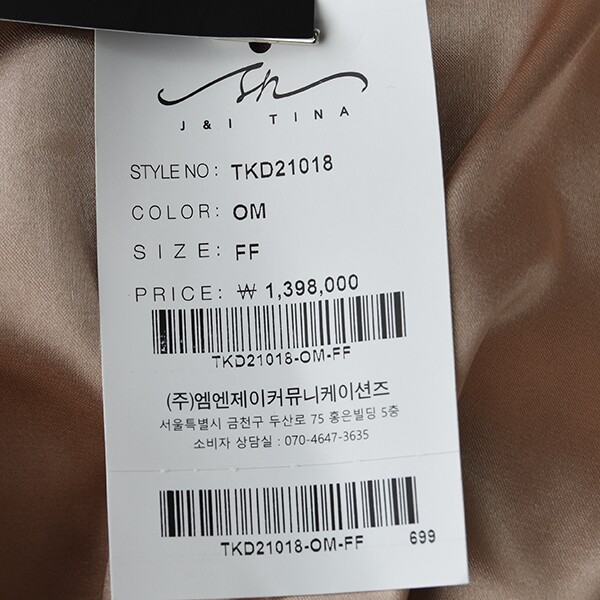 J & I TINA
STYLE NO: TKD21018
COLOR: OM
SIZE: FF
PRICE: ₩ 1,398,000
TKD21018-OM-FF
(주)엠엔제이커뮤니케이션즈
서울특별시 금천구 두산로 75 홍은빌딩 5층
소비자 상담실 : 070-4647-3635
TKD21018-OM-FF 699